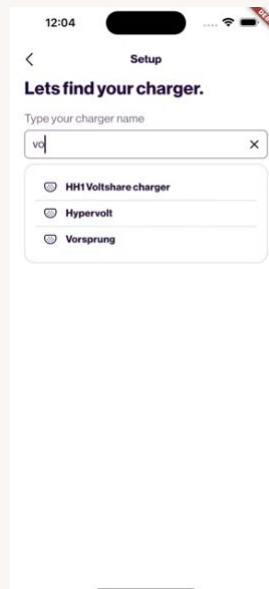 12:04
Setup
Lets find your charger.
Type your charger name
vo
HH1 Voltshare charger
Hypervolt
Vorsprung